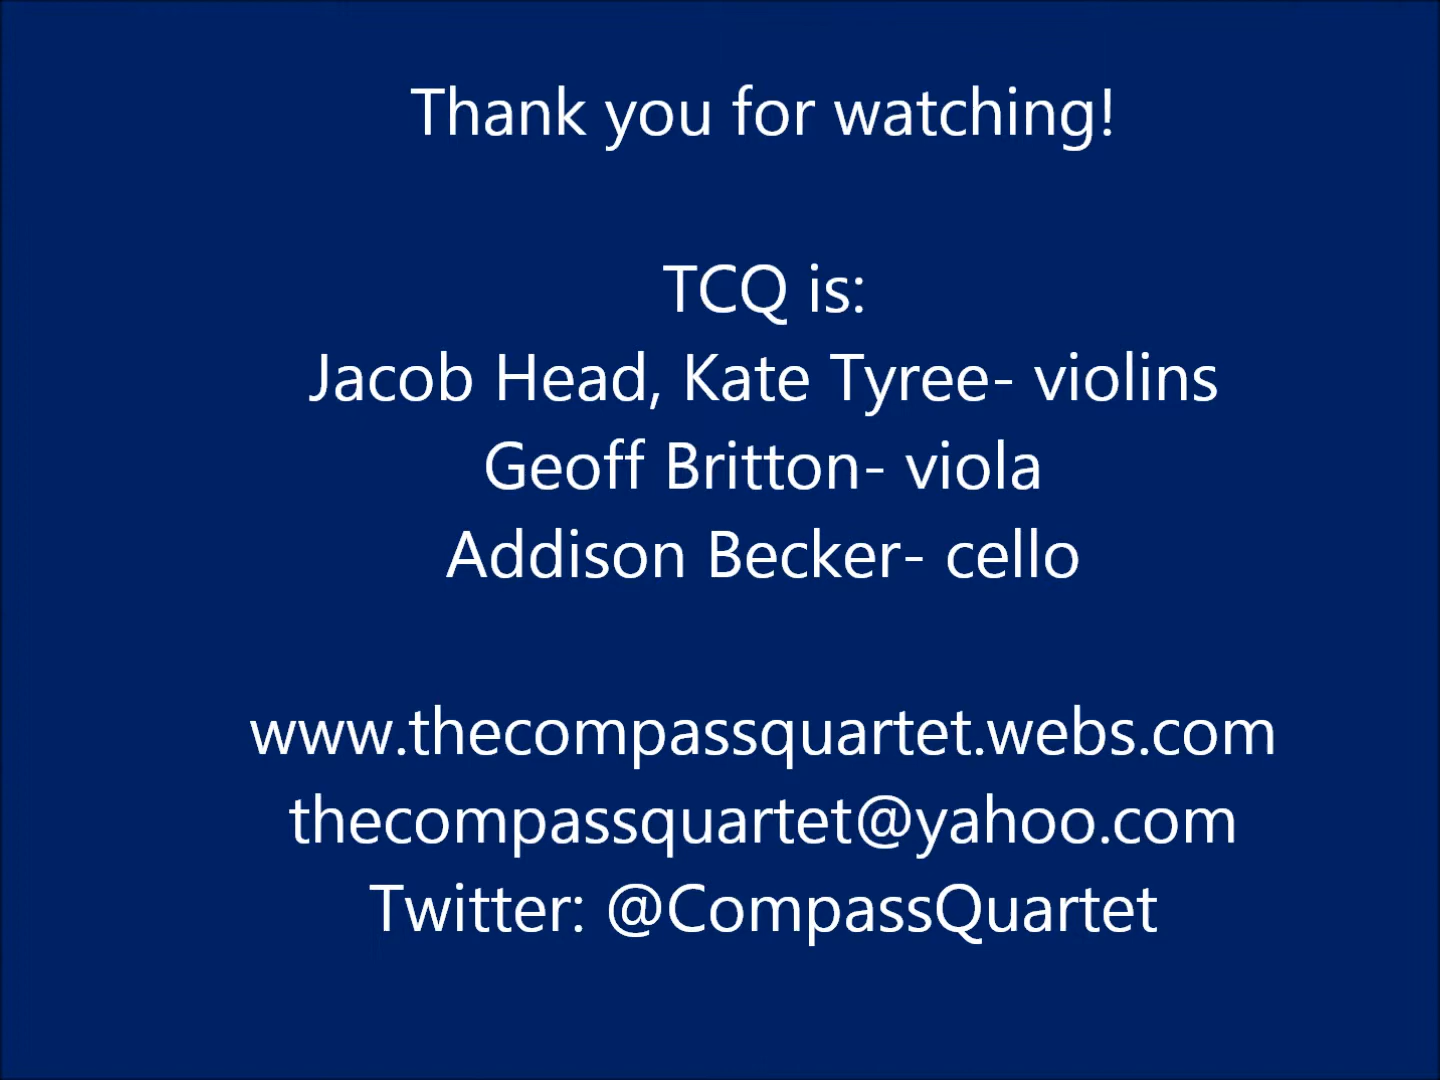 Thank you for watching!
TCQ is:
Jacob Head, Kate Tyree- violins
Geoff Britton- viola
Addison Becker- cello
www.thecompassquartet.webs.com
thecompassquartet@yahoo.com
Twitter: @CompassQuartet